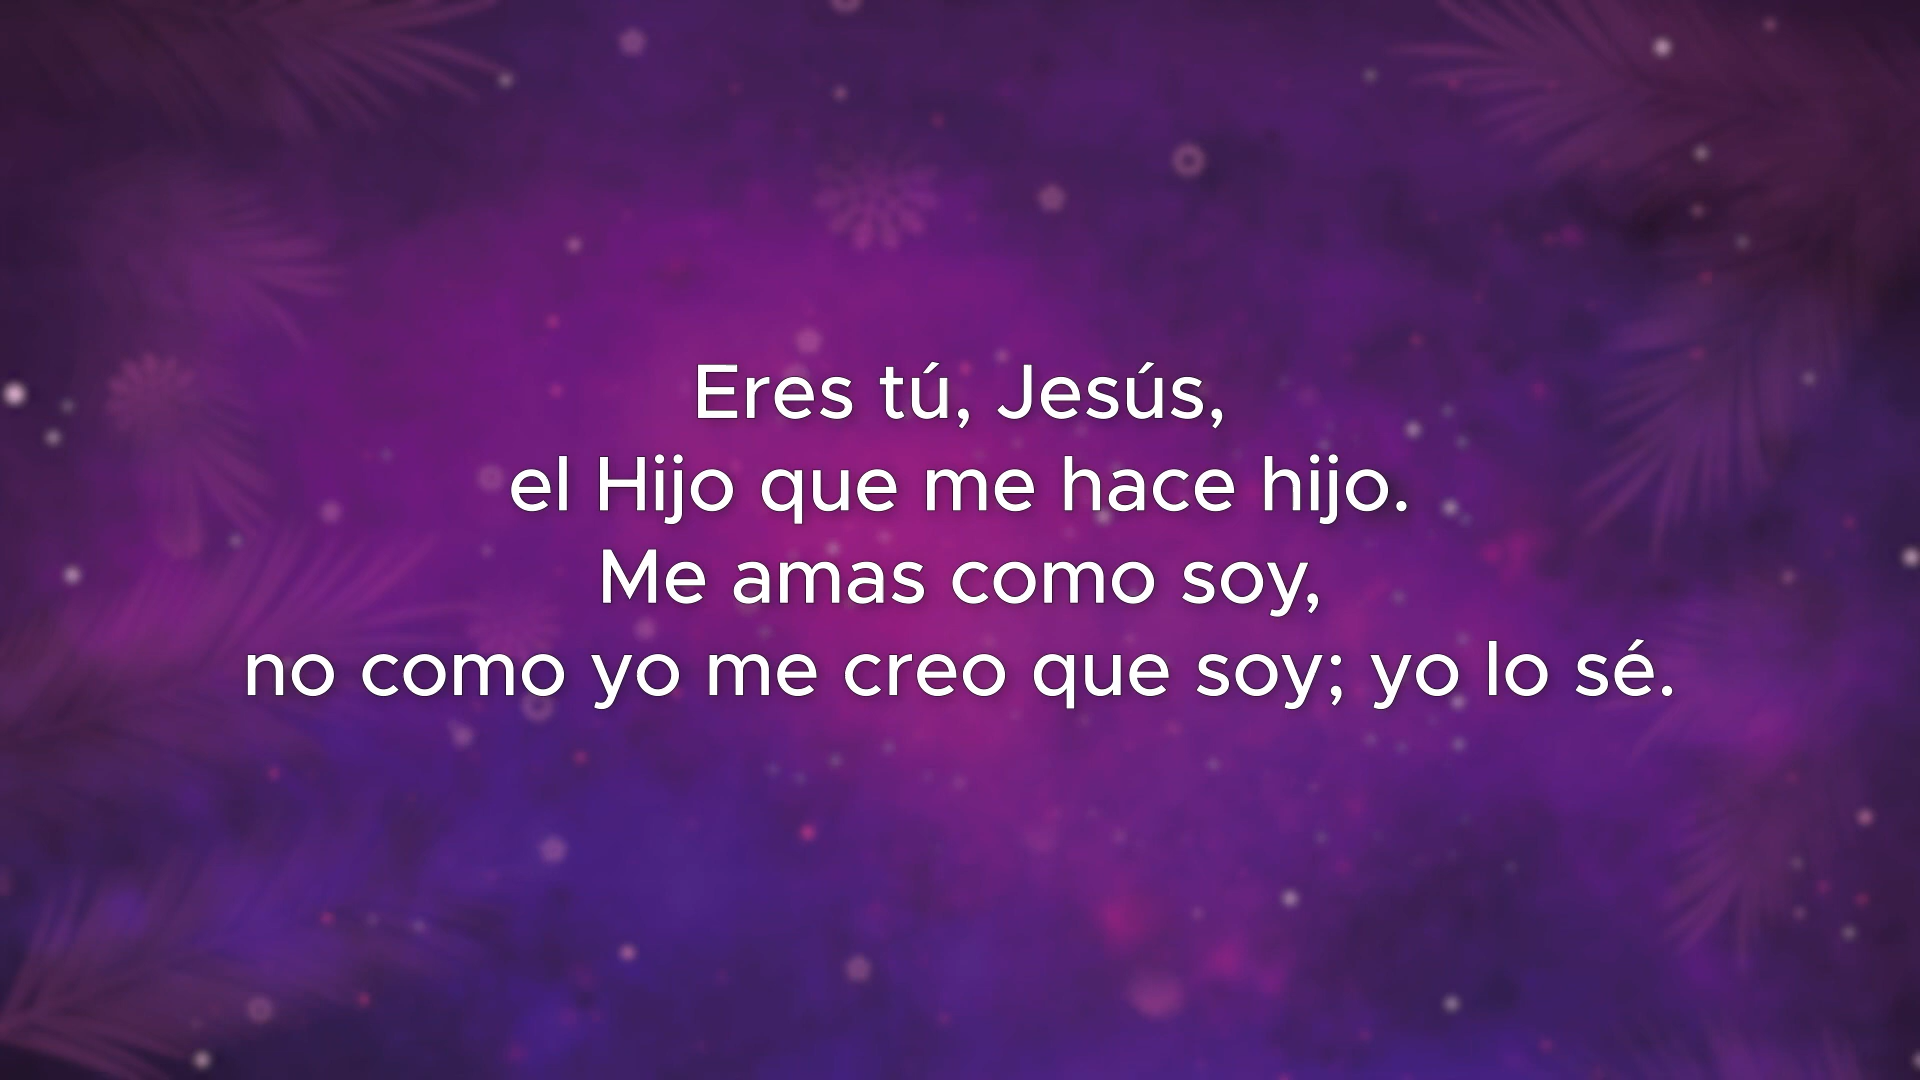 Eres tú, Jesús,
el Hijo que me hace hijo.
Me amas como soy,
no como yo me creo que soy; yo lo sé.